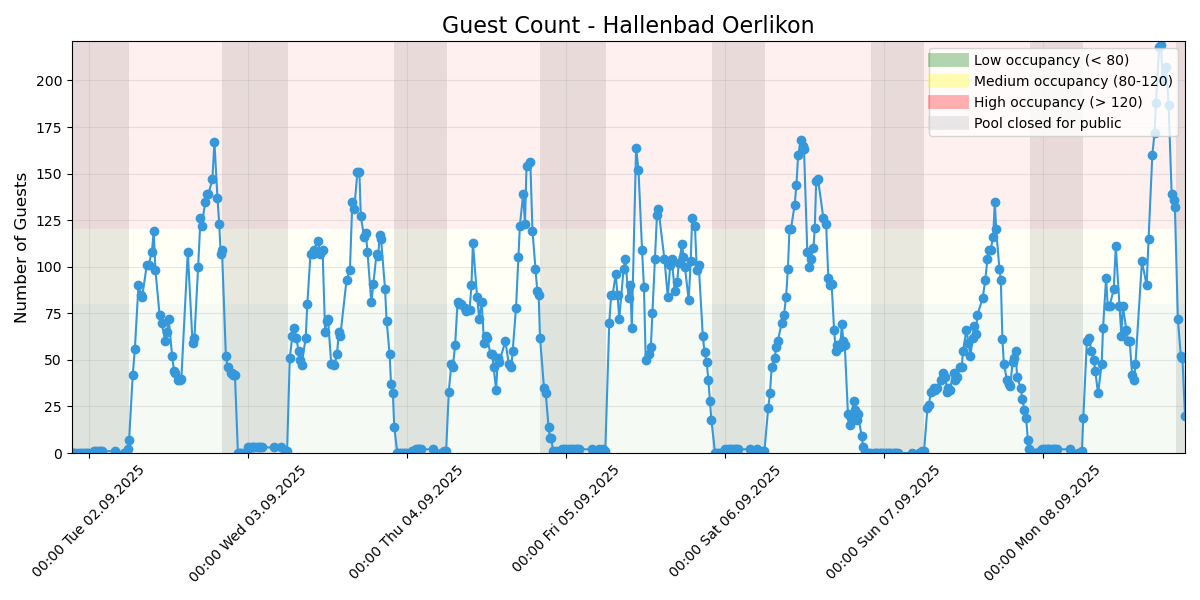 Guest Count - Hallenbad Oerlikon
Number of Guests
200
175
150
125
100
75
50
25
0
Low occupancy (< 80)
Medium occupancy (80-120)
High occupancy (> 120)
Pool closed for public
00:00 Tue 02.09.2025
00:00 Wed 03.09.2025
00:00 Thu 04.09.2025
00:00 Fri 05.09.2025
00:00 Sat 06.09.2025
00:00 Sun 07.09.2025
00:00 Mon 08.09.2025